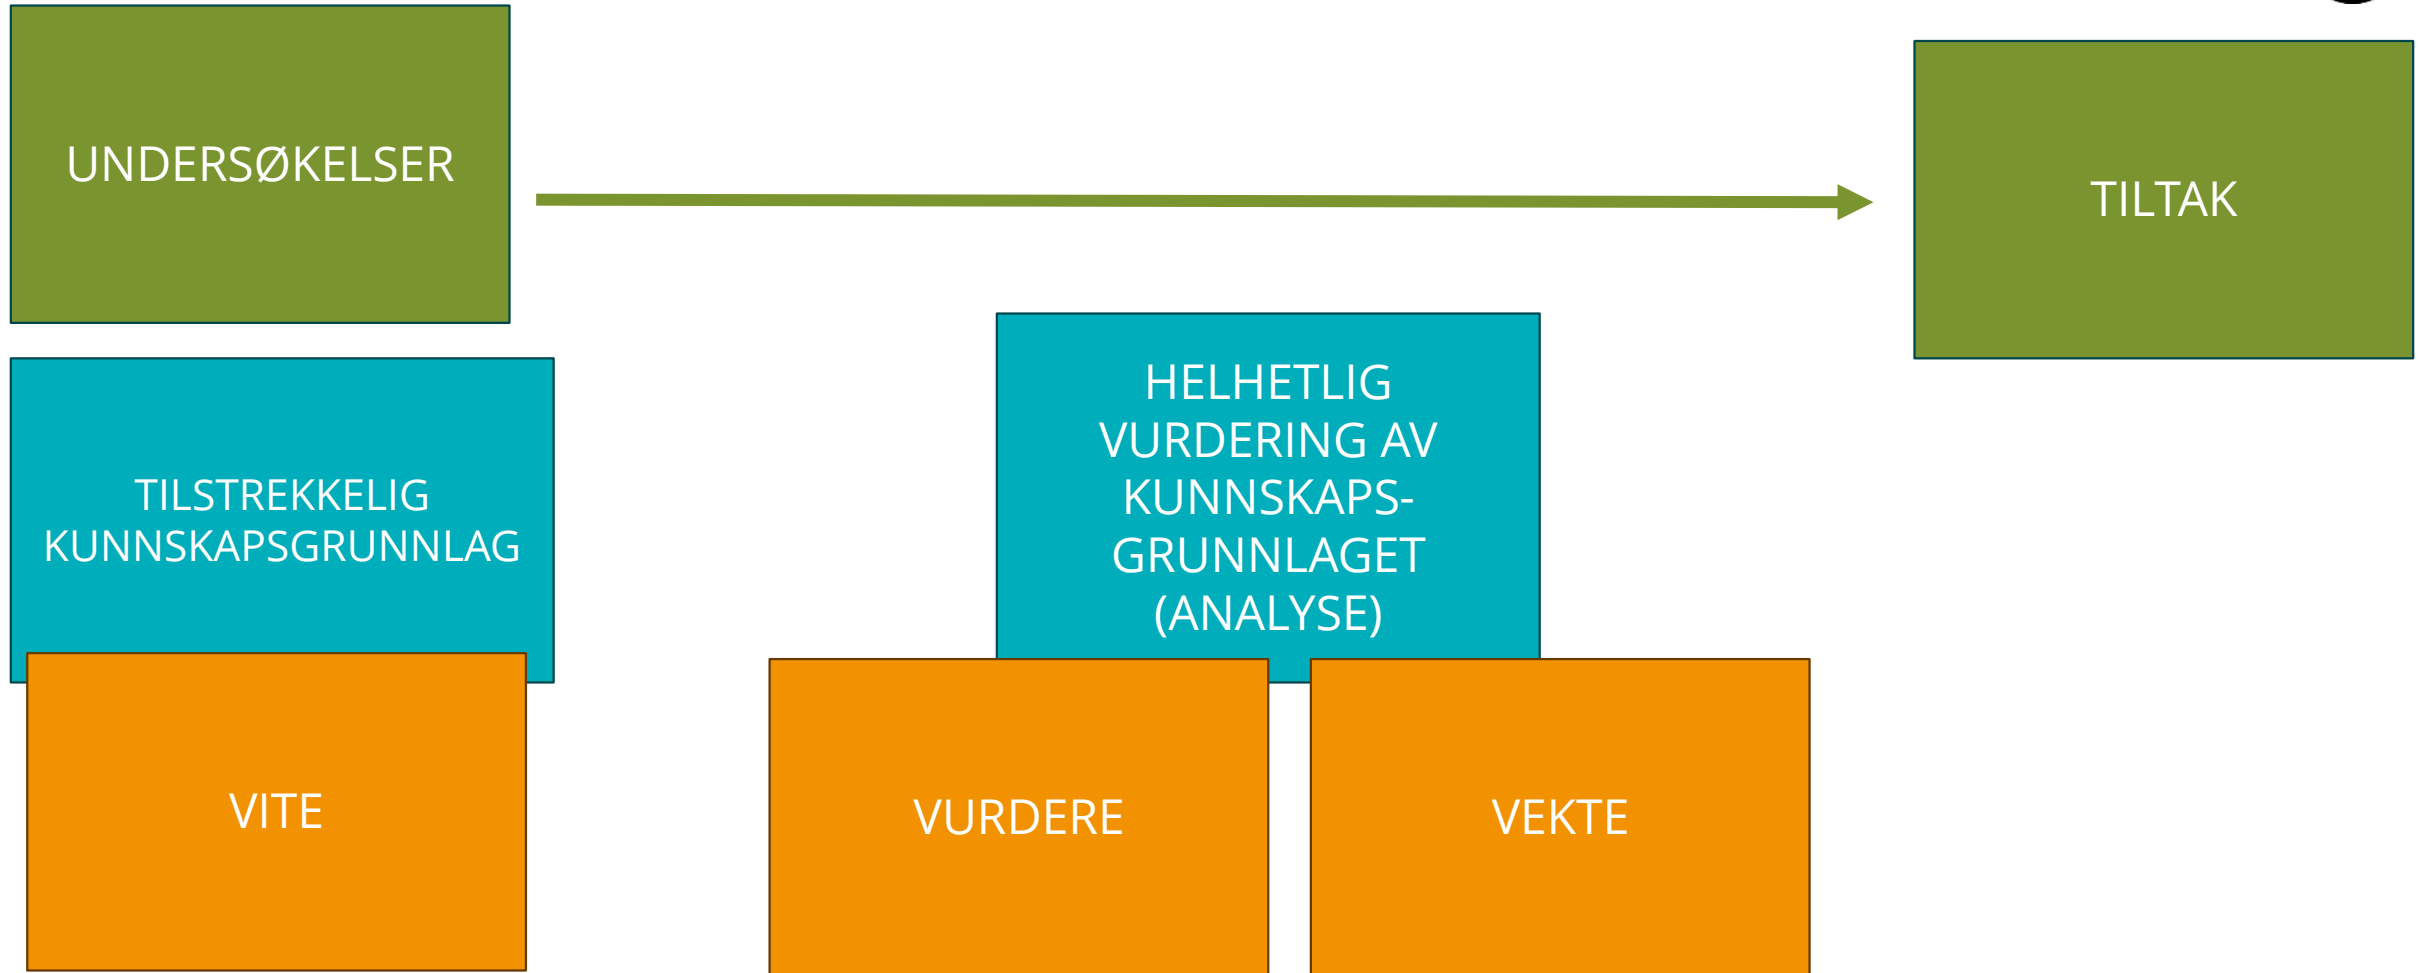 UNDERSØKELSER
TILTAK
TILSTREKKELIG
KUNNSKAPSGRUNNLAG
HELHETLIG
VURDERING AV
KUNNSKAPS-
GRUNNLAGET
(ANALYSE)
VITE
VURDERE
VEKTE